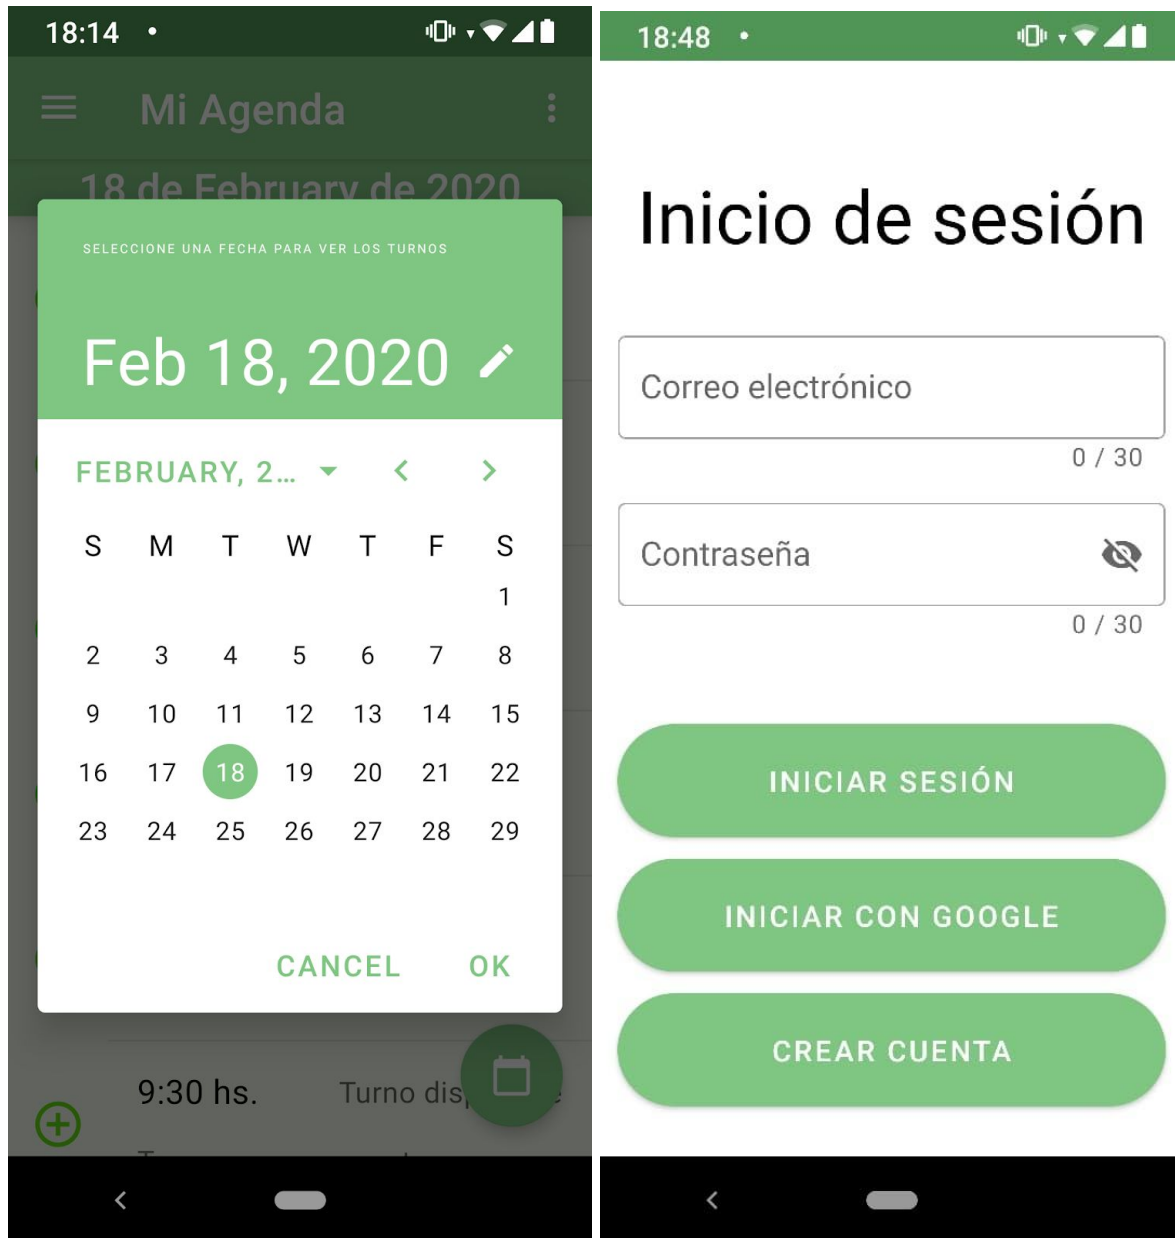 18:14
Mi Agenda
18 de February de 2020
SELECCIONE UNA FECHA PARA VER LOS TURNOS
Feb 18, 2020
FEBRUARY, 2...
S M T W T F S
1
2 3 4 5 6 7 8
9 10 11 12 13 14 15
16 17 18 19 20 21 22
23 24 25 26 27 28 29
CANCEL OK
9:30 hs. Turno
18:48
Inicio de sesión
Correo electrónico
0 / 30
Contraseña
0 / 30
INICIAR SESIÓN
INICIAR CON GOOGLE
CREAR CUENTA